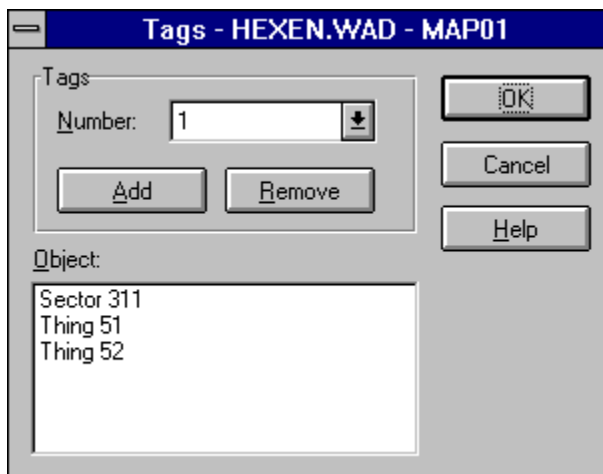 Tags - HEXEN.WAD - MAP01
Tags
Number: 1
Add Remove
OK
Cancel
Help
Object:
Sector 311
Thing 51
Thing 52